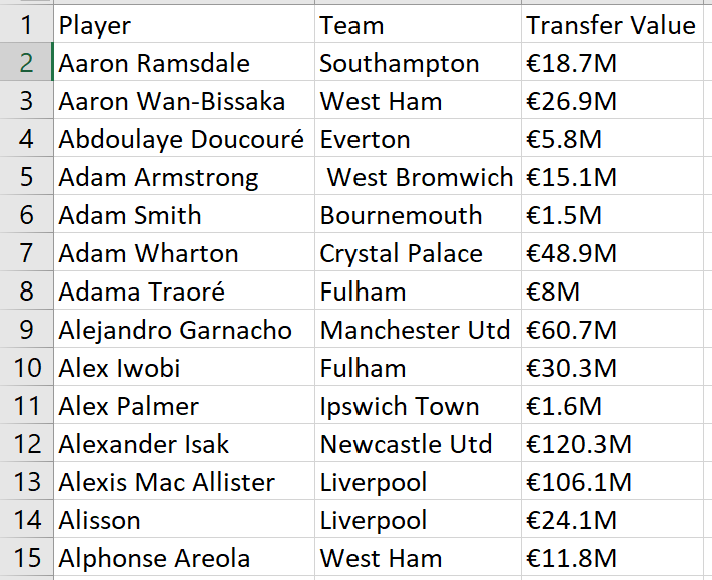 1 Player Team Transfer Value
2 Aaron Ramsdale Southampton €18.7M
3 Aaron Wan-Bissaka West Ham €26.9M
4 Abdoulaye Doucouré Everton €5.8M
5 Adam Armstrong West Bromwich €15.1M
6 Adam Smith Bournemouth €1.5M
7 Adam Wharton Crystal Palace €48.9M
8 Adama Traoré Fulham €8M
9 Alejandro Garnacho Manchester Utd €60.7M
10 Alex Iwobi Fulham €30.3M
11 Alex Palmer Ipswich Town €1.6M
12 Alexander Isak Newcastle Utd €120.3M
13 Alexis Mac Allister Liverpool €106.1M
14 Alisson Liverpool €24.1M
15 Alphonse Areola West Ham €11.8M